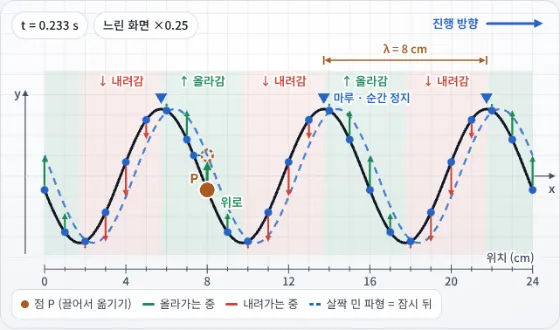 t = 0.233 s
느린 화면 ×0.25
진행 방향
λ = 8 cm
↓ 내려감
↑ 올라감
↓ 내려감
↑ 올라감
↓ 내려감
y
마루 · 순간 정지
P
위로
x
위치 (cm)
0 4 8 12 16 20 24
점 P (끌어서 옮기기)
올라가는 중
내려가는 중
살짝 민 파형 = 잠시 뒤